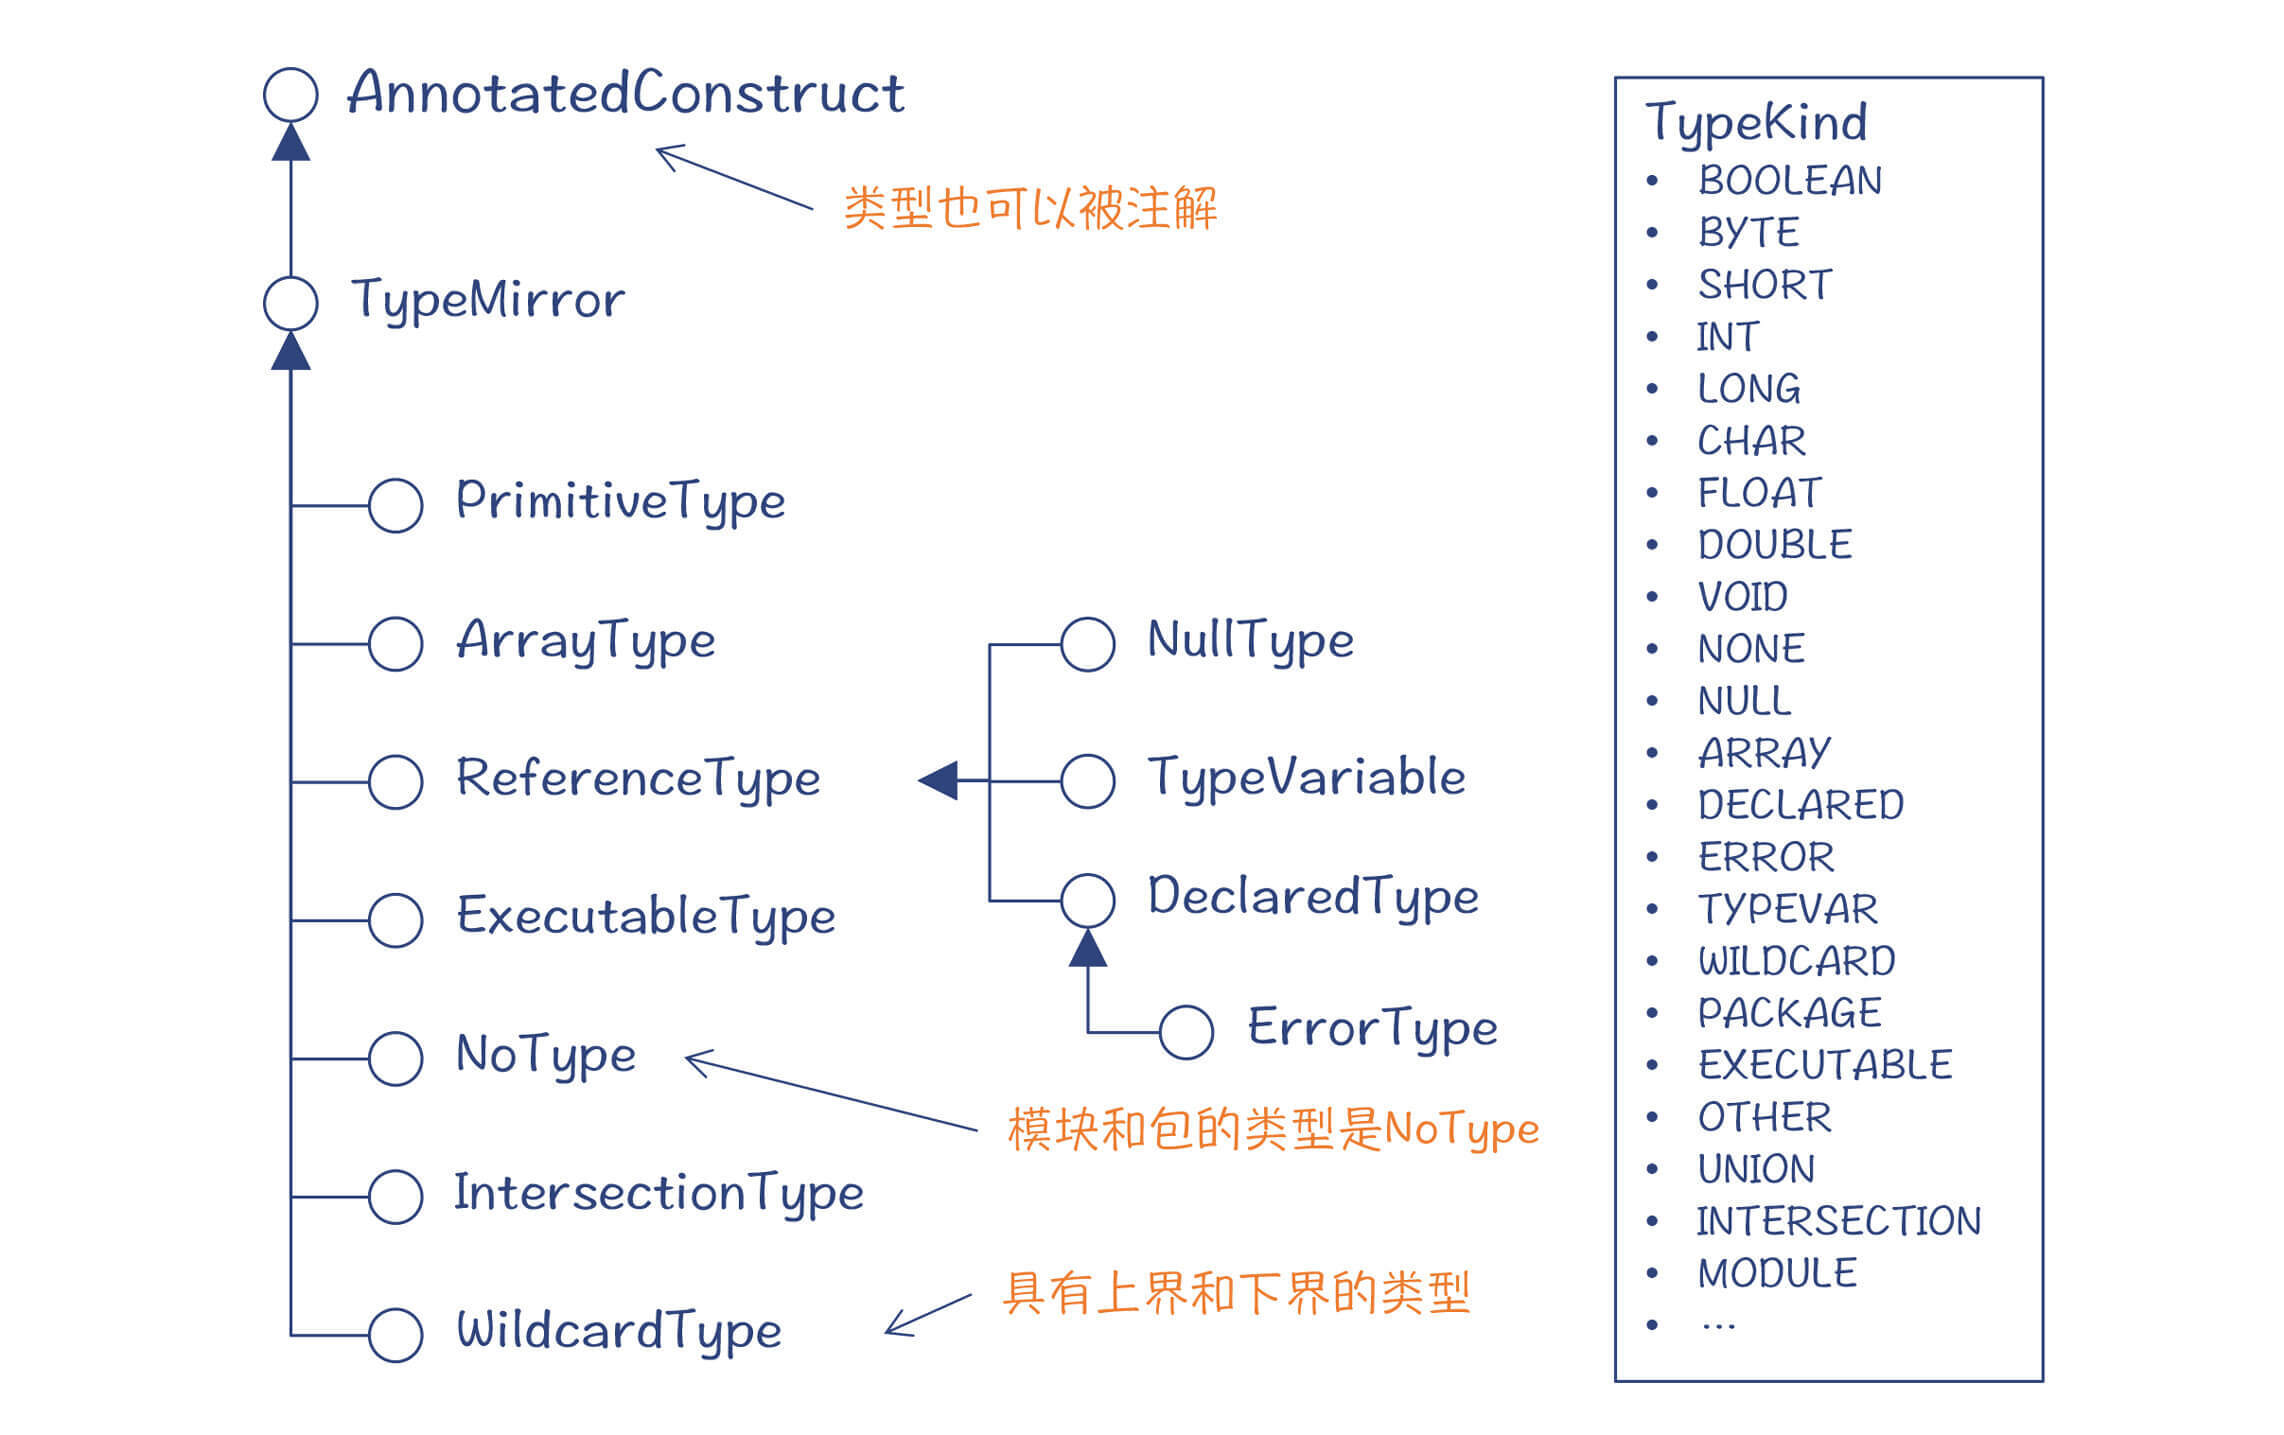 AnnotatedConstruct
类型也可以被注解
TypeMirror
PrimitiveType
ArrayType
ReferenceType
ExecutableType
NoType
IntersectionType
WildcardType
NullType
TypeVariable
DeclaredType
ErrorType
模块和包的类型是NoType
具有上界和下界的类型
TypeKind
• BOOLEAN
• BYTE
• SHORT
• INT
• LONG
• CHAR
• FLOAT
• DOUBLE
• VOID
• NONE
• NULL
• ARRAY
• DECLARED
• ERROR
• TYPEVAR
• WILDCARD
• PACKAGE
• EXECUTABLE
• OTHER
• UNION
• INTERSECTION
• MODULE
• ...